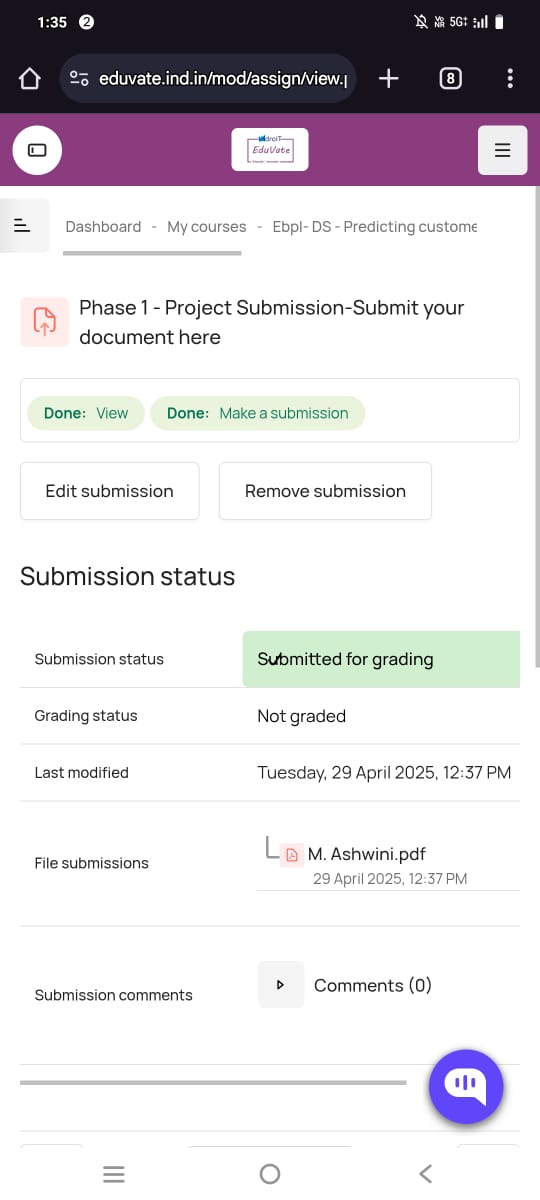 1:35 2 VO NR 5G‡
eduvate.ind.in/mod/assign/view.p 8
EduVate
Dashboard - My courses - Ebpl- DS - Predicting custome
Phase 1 - Project Submission-Submit your
document here
Done: View Done: Make a submission
Edit submission Remove submission
Submission status
Submission status Submitted for grading
Grading status Not graded
Last modified Tuesday, 29 April 2025, 12:37 PM
File submissions M. Ashwini.pdf
29 April 2025, 12:37 PM
Submission comments Comments (0)